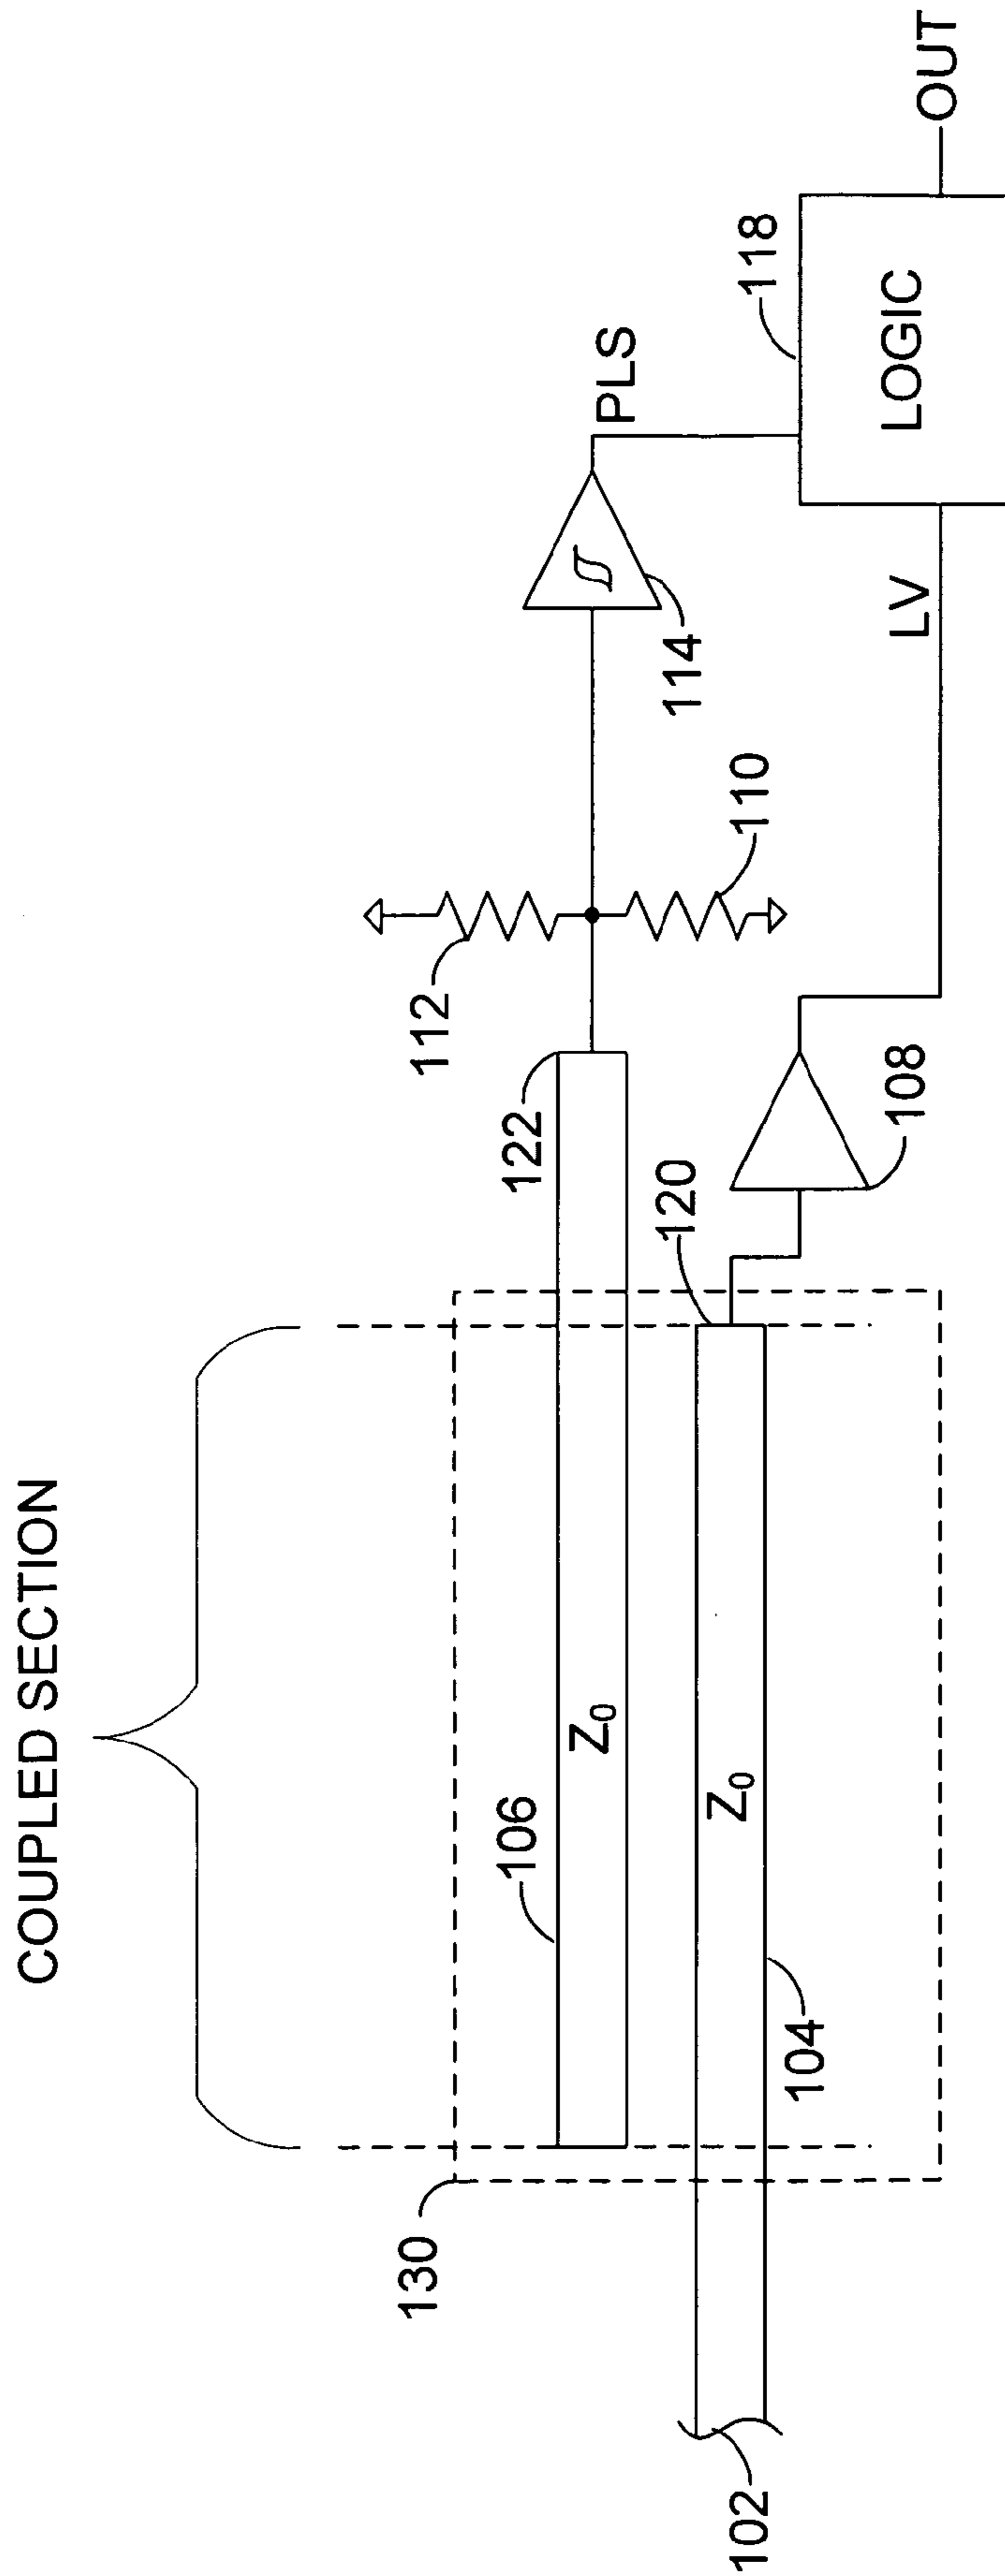 COUPLED SECTION
130
106
Z0
122
112
110
114
PLS
118
LOGIC
OUT
102
104
Z0
120
108
LV